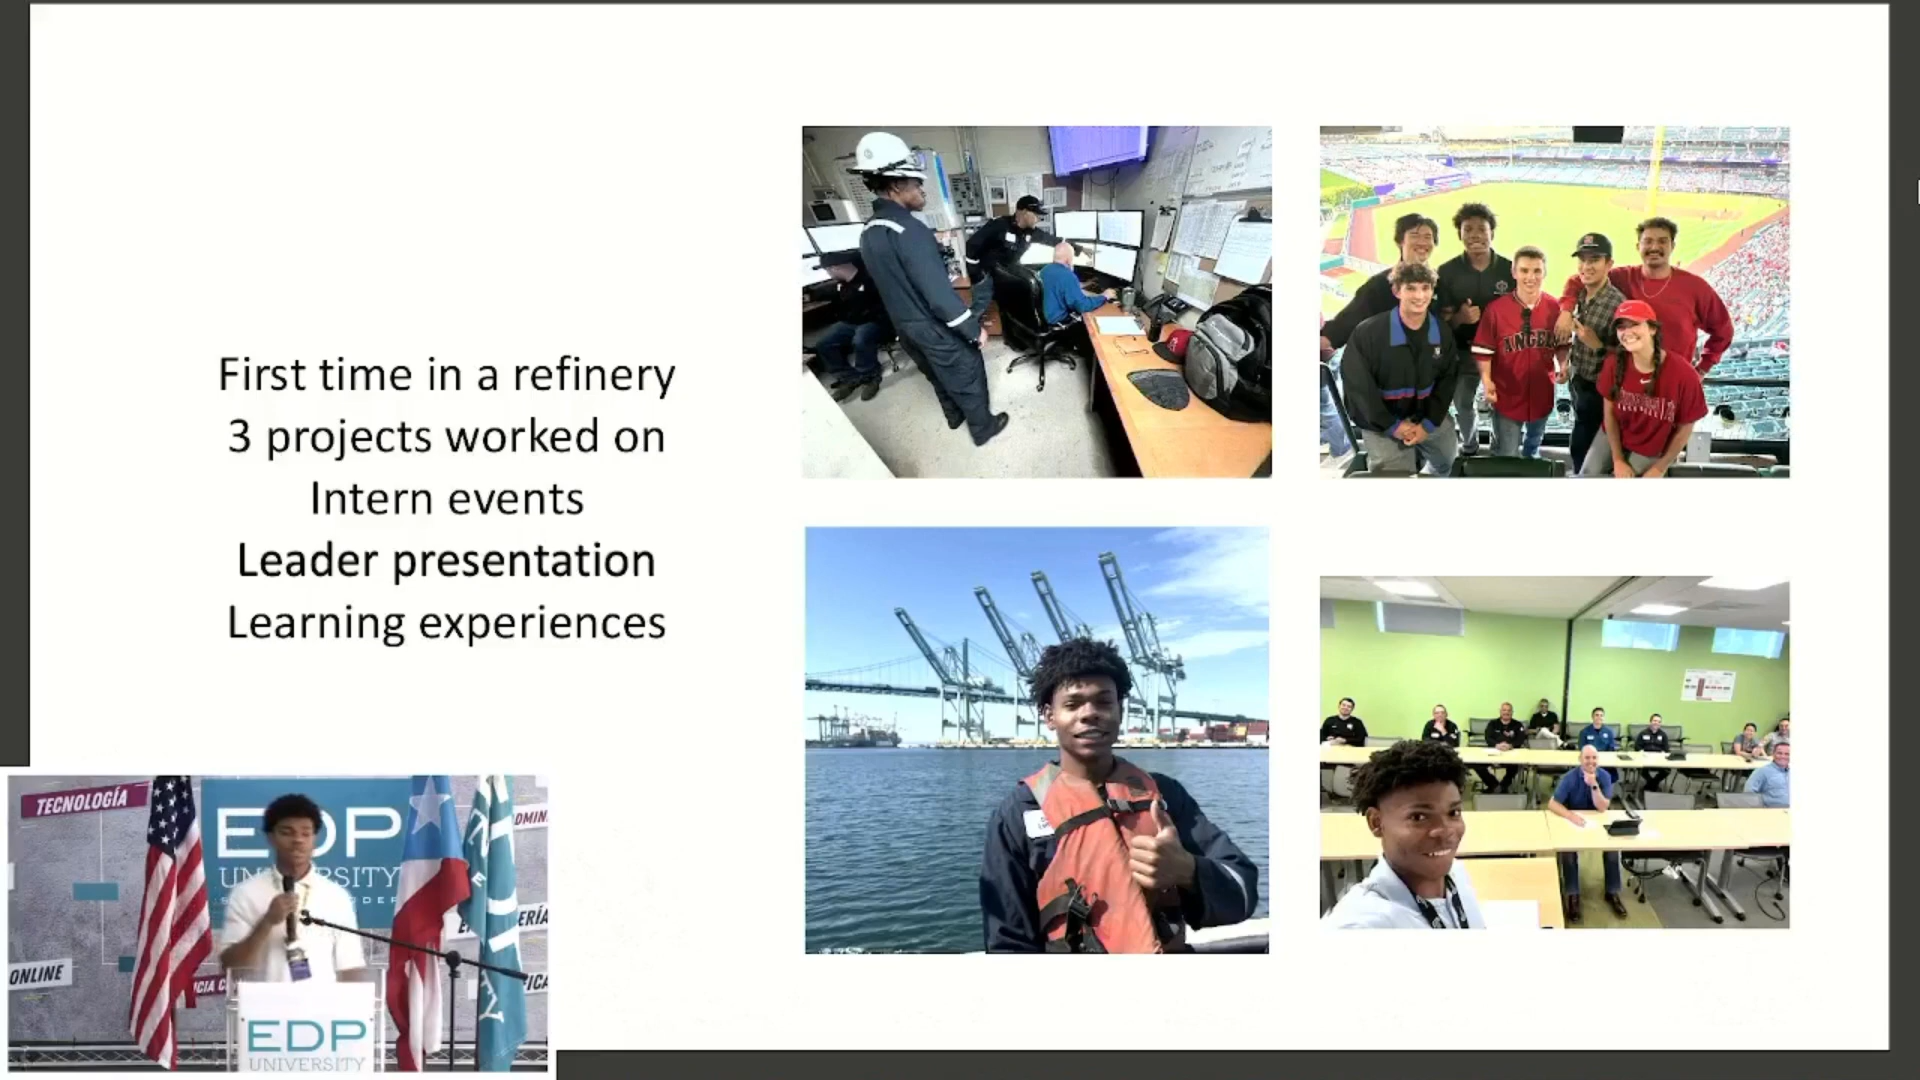 First time in a refinery
3 projects worked on
Intern events
Leader presentation
Learning experiences
ANGEL
TECNOLOGÍA
EDP
UNIVERSITY
ONLINE
EDP
UNIVERSITY